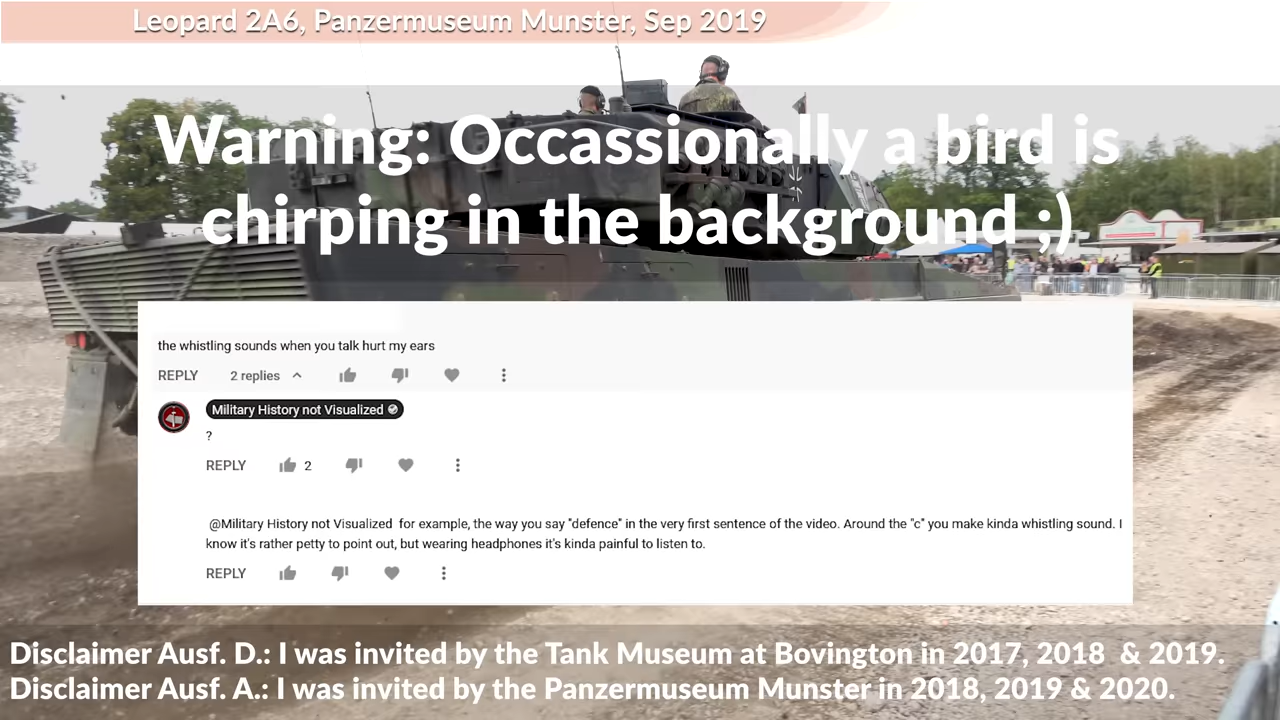 Leopard 2A6, Panzermuseum Munster, Sep 2019
Warning: Occassionally a bird is
chirping in the background ;)
the whistling sounds when you talk hurt my ears
REPLY 2 replies
Military History not Visualized
?
REPLY 2
@Military History not Visualized for example, the way you say "defence" in the very first sentence of the video. Around the "c" you make kinda whistling sound. I
know it's rather petty to point out, but wearing headphones it's kinda painful to listen to.
REPLY
Disclaimer Ausf. D.: I was invited by the Tank Museum at Bovington in 2017, 2018 & 2019.
Disclaimer Ausf. A.: I was invited by the Panzermuseum Munster in 2018, 2019 & 2020.